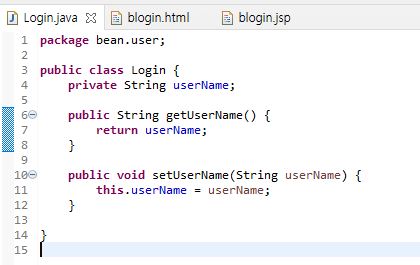 Login.java blogin.html blogin.jsp
1 package bean.user;
2
3 public class Login {
4     private String userName;
5
6     public String getUserName() {
7         return userName;
8     }
9
10     public void setUserName(String userName) {
11         this.userName = userName;
12     }
13
14 }
15